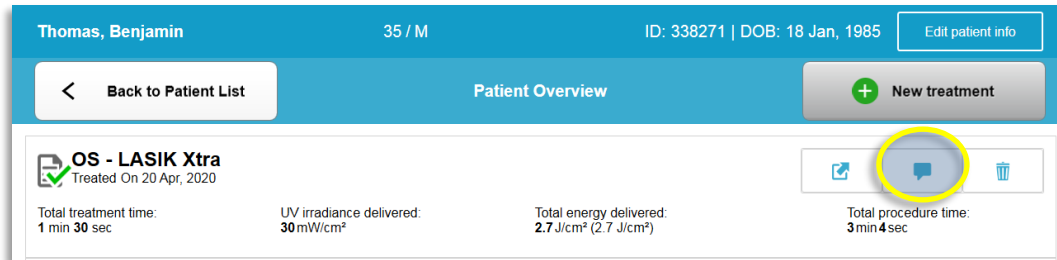 Thomas, Benjamin 35 / M ID: 338271 | DOB: 18 Jan, 1985 Edit patient info
Back to Patient List Patient Overview New treatment
OS - LASIK Xtra
Treated On 20 Apr, 2020
Total treatment time: UV irradiance delivered: Total energy delivered: Total procedure time:
1 min 30 sec 30 mW/cm² 2.7 J/cm² (2.7 J/cm²) 3 min 4 sec